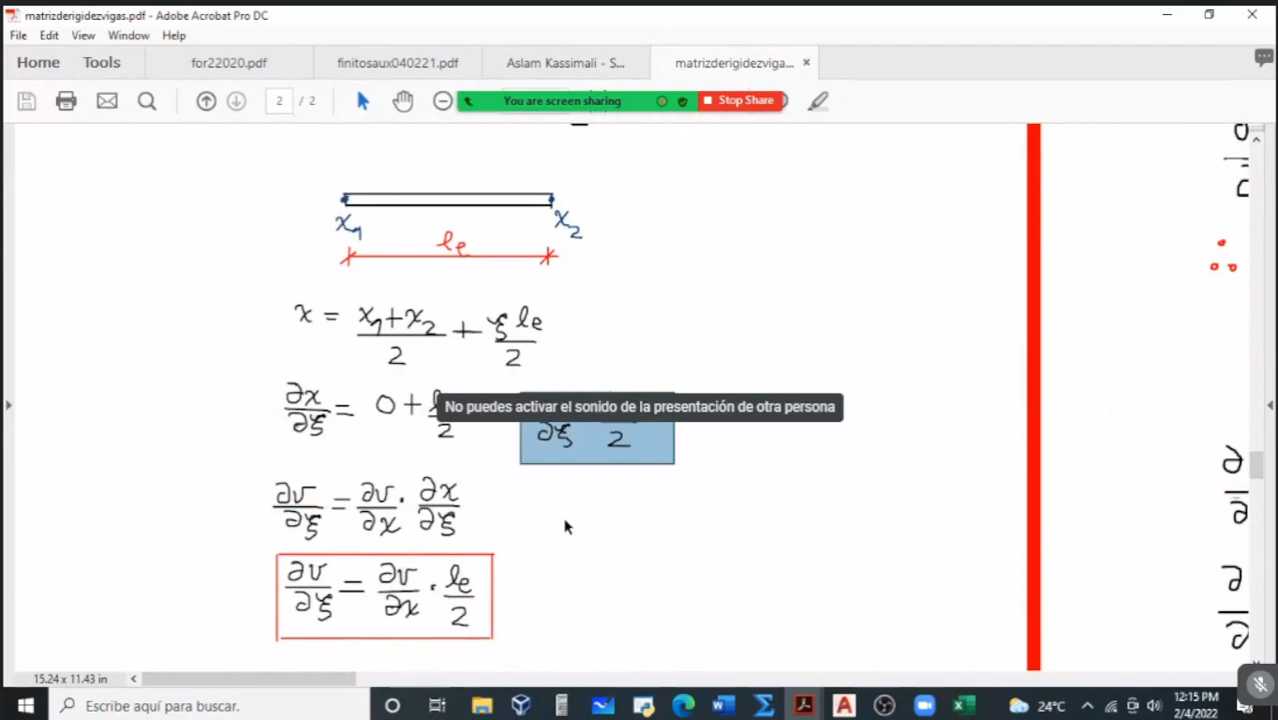 matrizderigidezvigas.pdf - Adobe Acrobat Pro DC
File Edit View Window Help
Home Tools for22020.pdf finitosaux040221.pdf Aslam Kassimali - S... matrizderigidezviga... ×
2 / 2 You are screen sharing Stop Share
x₁ x₂
lₑ
x = (x₁+x₂)/2 + ξ lₑ/2
∂x/∂ξ = 0 + l /2 ∂ξ 2
No puedes activar el sonido de la presentación de otra persona
∂v/∂ξ = ∂v/∂x · ∂x/∂ξ
∂v/∂ξ = ∂v/∂x · lₑ/2
15.24 x 11.43 in
Escribe aquí para buscar. 24°C 12:15 PM
2/4/2022